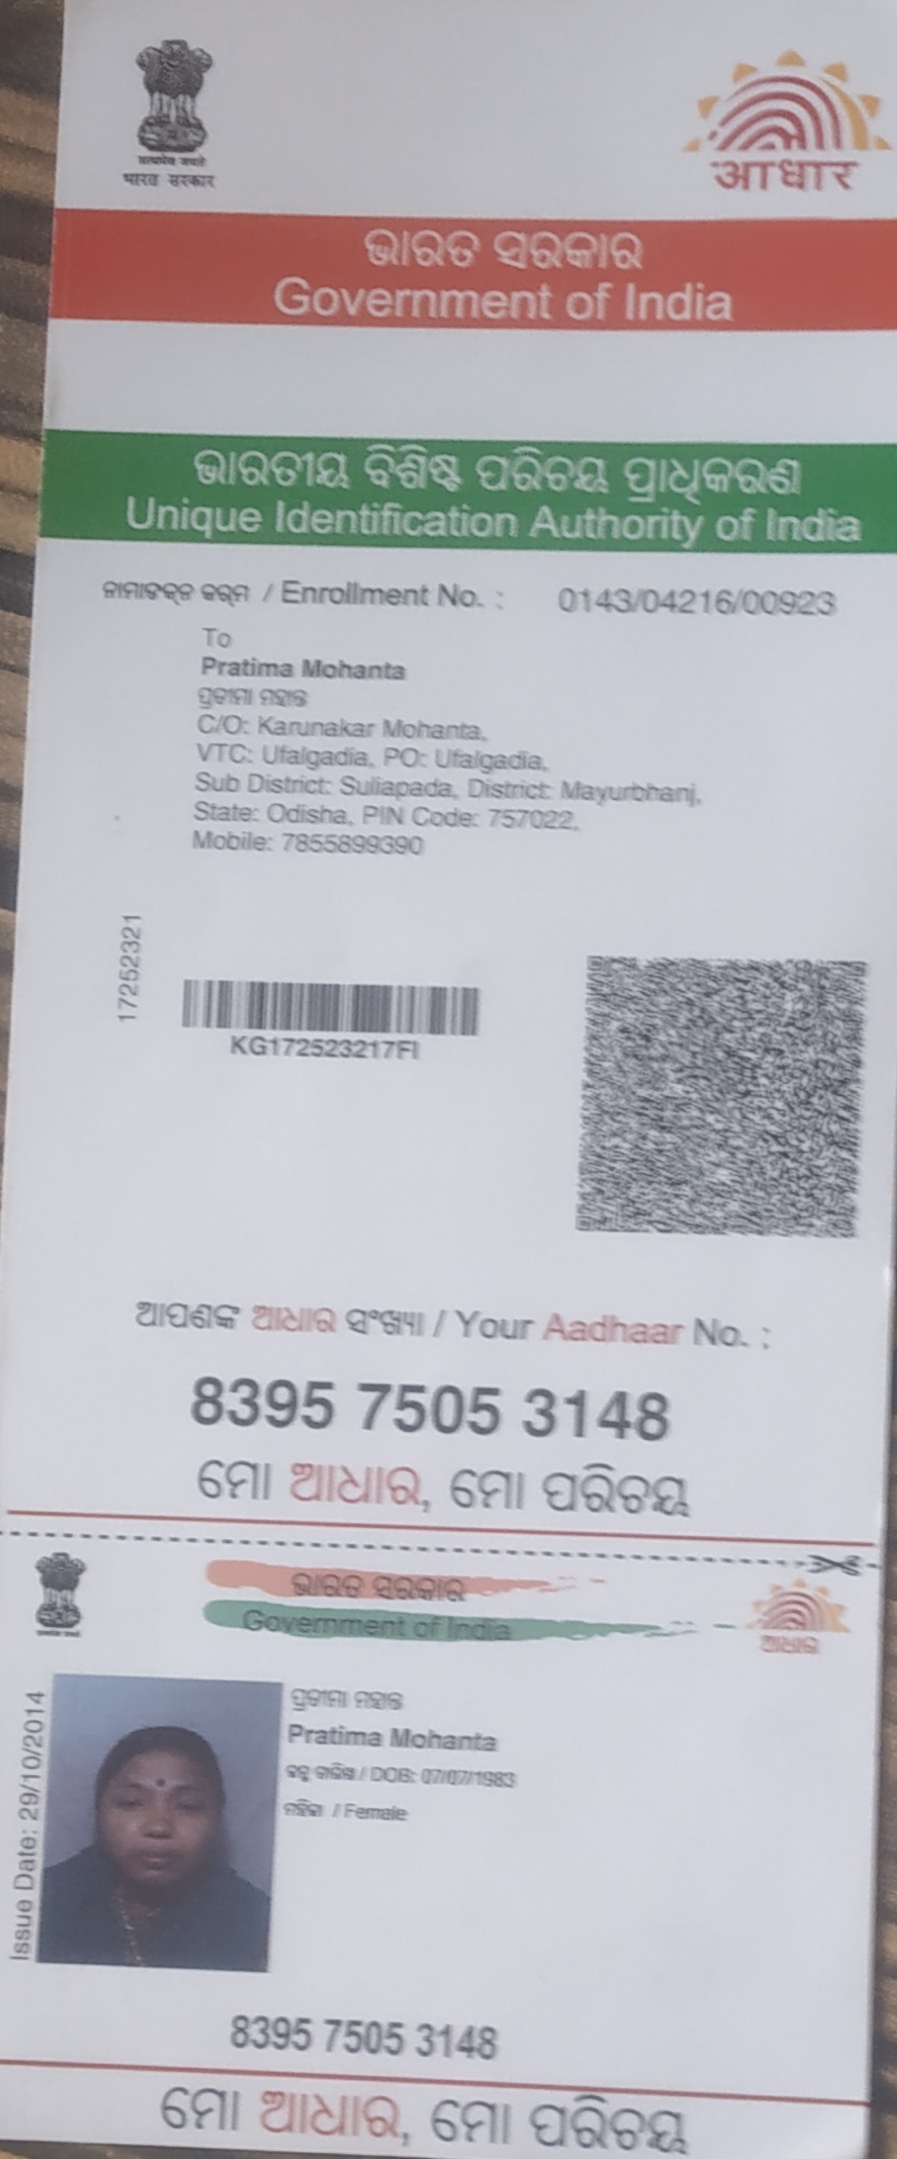 सत्यमेव जयते
भारत सरकार
आधार
ଭାରତ ସରକାର
Government of India
ଭାରତୀୟ ବିଶିଷ୍ଟ ପରିଚୟ ପ୍ରାଧିକରଣ
Unique Identification Authority of India
/ Enrollment No. : 0143/04216/00923
To
Pratima Mohanta
ପ୍ରତୀମା ମହାନ୍ତ
C/O: Karunakar Mohanta,
VTC: Ufalgadia, PO: Ufalgadia,
Sub District: Suliapada, District: Mayurbhanj,
State: Odisha, PIN Code: 757022,
Mobile: 7855899390
17252321
KG172523217FI
ଆପଣଙ୍କ ଆଧାର ସଂଖ୍ୟା / Your Aadhaar No. :
8395 7505 3148
ମୋ ଆଧାର, ମୋ ପରିଚୟ
ଭାରତ ସରକାର
Government of India
ଆଧାର
Issue Date: 29/10/2014
ପ୍ରତୀମା ମହାନ୍ତ
Pratima Mohanta
ଜନ୍ମ ତାରିଖ / DOB: 07/07/1983
ମହିଳା / Female
8395 7505 3148
ମୋ ଆଧାର, ମୋ ପରିଚୟ